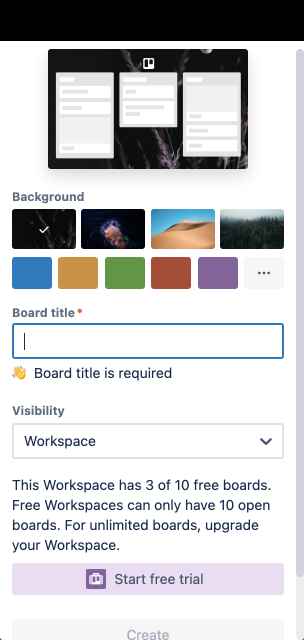 Background
Board title*
👋 Board title is required
Visibility
Workspace
This Workspace has 3 of 10 free boards.
Free Workspaces can only have 10 open
boards. For unlimited boards, upgrade
your Workspace.
Start free trial
Create